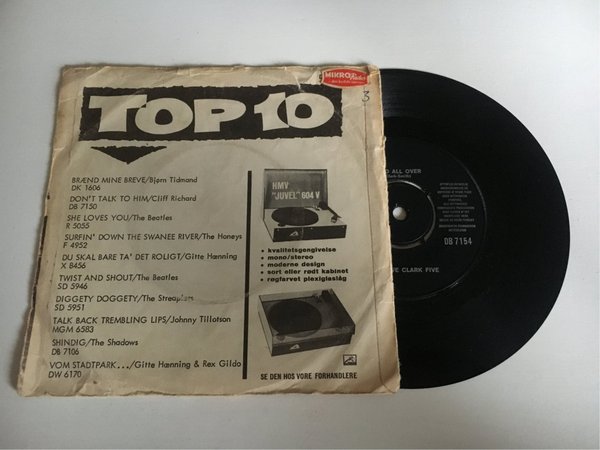 MIKRO
3
TOP 10
BRÆND MINE BREVE/Bjørn Tidmand
DK 1606
DON'T TALK TO HIM/Cliff Richard
DB 7150
SHE LOVES YOU/The Beatles
R 5055
SURFIN' DOWN THE SWANEE RIVER/The Honeys
F 4952
DU SKAL BARE TA' DET ROLIGT/Gitte Hænning
X 8456
TWIST AND SHOUT/The Beatles
SD 5946
DIGGETY DOGGETY/The Streaplers
SD 5951
TALK BACK TREMBLING LIPS/Johnny Tillotson
MGM 6583
SHINDIG/The Shadows
DB 7106
VOM STADTPARK.../Gitte Hænning & Rex Gildo
DW 6170
HMV
"JUVEL" 604 V
• kvalitetsgengivelse
• mono/stereo
• moderne design
• sort eller rødt kabinet
• røgfarvet plexiglaslåg
SE DEN HOS VORE FORHANDLERE
D ALL OVER
DB 7154
VE CLARK FIVE